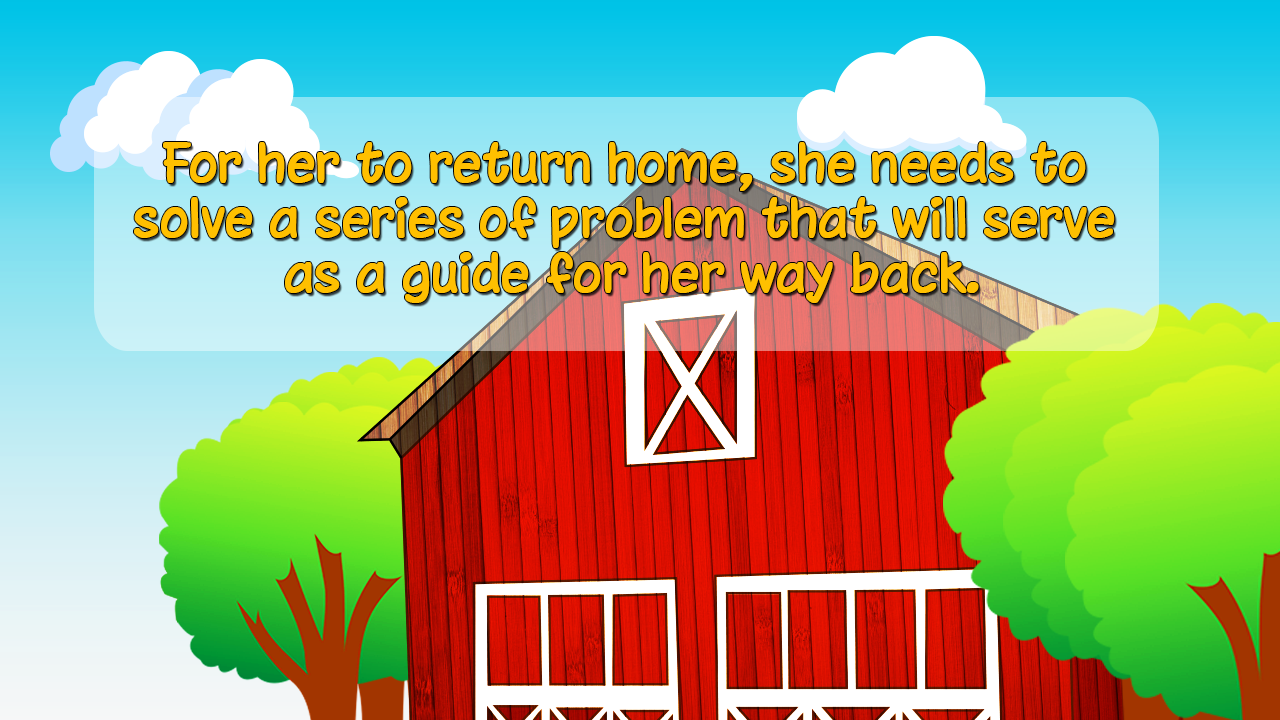 For her to return home, she needs to
solve a series of problem that will serve
as a guide for her way back.